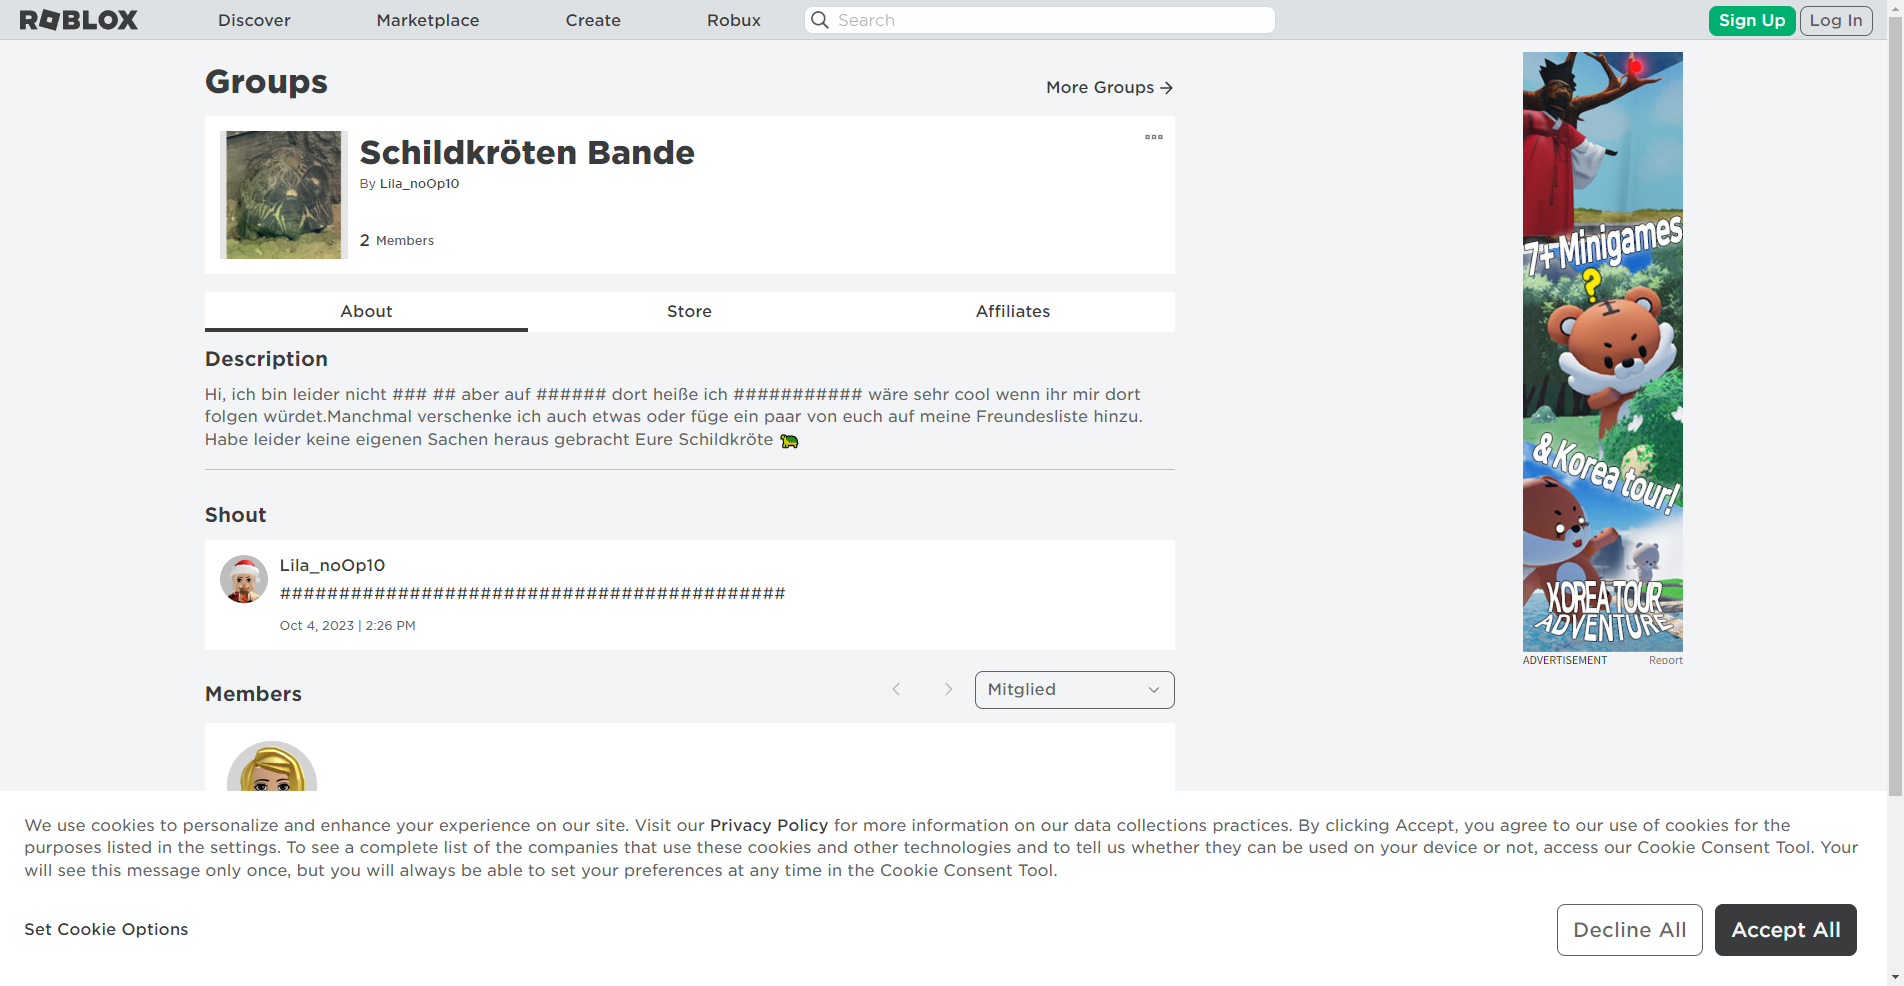 ROBLOX
Discover
Marketplace
Create
Robux
Search
Sign Up
Log In
Groups
More Groups
Schildkröten Bande
By Lila_noOp10
2 Members
About
Store
Affiliates
Description
Hi, ich bin leider nicht ### ## aber auf ###### dort heiße ich ########### wäre sehr cool wenn ihr mir dort
folgen würdet.Manchmal verschenke ich auch etwas oder füge ein paar von euch auf meine Freundesliste hinzu.
Habe leider keine eigenen Sachen heraus gebracht Eure Schildkröte 🐢
Shout
Lila_noOp10
###########################################
Oct 4, 2023 | 2:26 PM
Members
Mitglied
7+ Minigames
?
& Korea tour!
KOREA TOUR
ADVENTURE
ADVERTISEMENT
Report
We use cookies to personalize and enhance your experience on our site. Visit our Privacy Policy for more information on our data collections practices. By clicking Accept, you agree to our use of cookies for the
purposes listed in the settings. To see a complete list of the companies that use these cookies and other technologies and to tell us whether they can be used on your device or not, access our Cookie Consent Tool. Your
will see this message only once, but you will always be able to set your preferences at any time in the Cookie Consent Tool.
Set Cookie Options
Decline All
Accept All